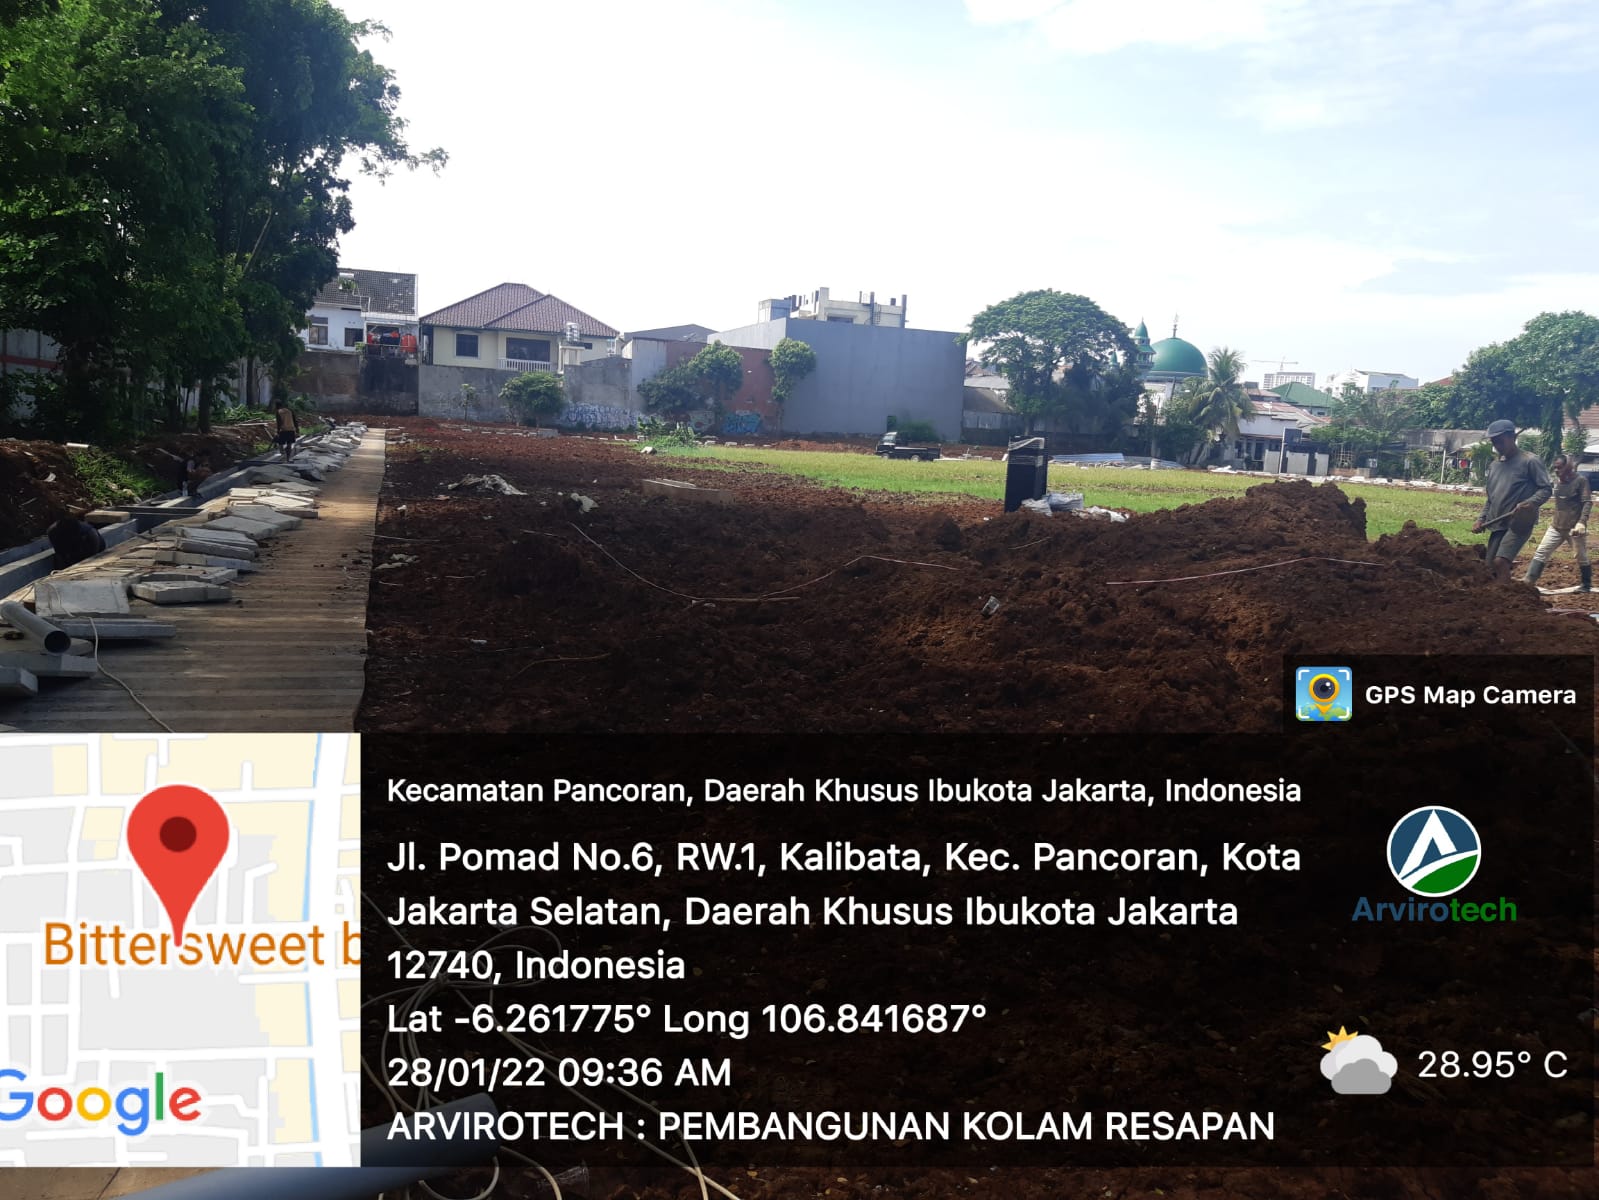 GPS Map Camera
Kecamatan Pancoran, Daerah Khusus Ibukota Jakarta, Indonesia
Jl. Pomad No.6, RW.1, Kalibata, Kec. Pancoran, Kota
Jakarta Selatan, Daerah Khusus Ibukota Jakarta
12740, Indonesia
Lat -6.261775° Long 106.841687°
28/01/22 09:36 AM
ARVIROTECH : PEMBANGUNAN KOLAM RESAPAN
Arvirotech
28.95° C
Bittersweet b
Google